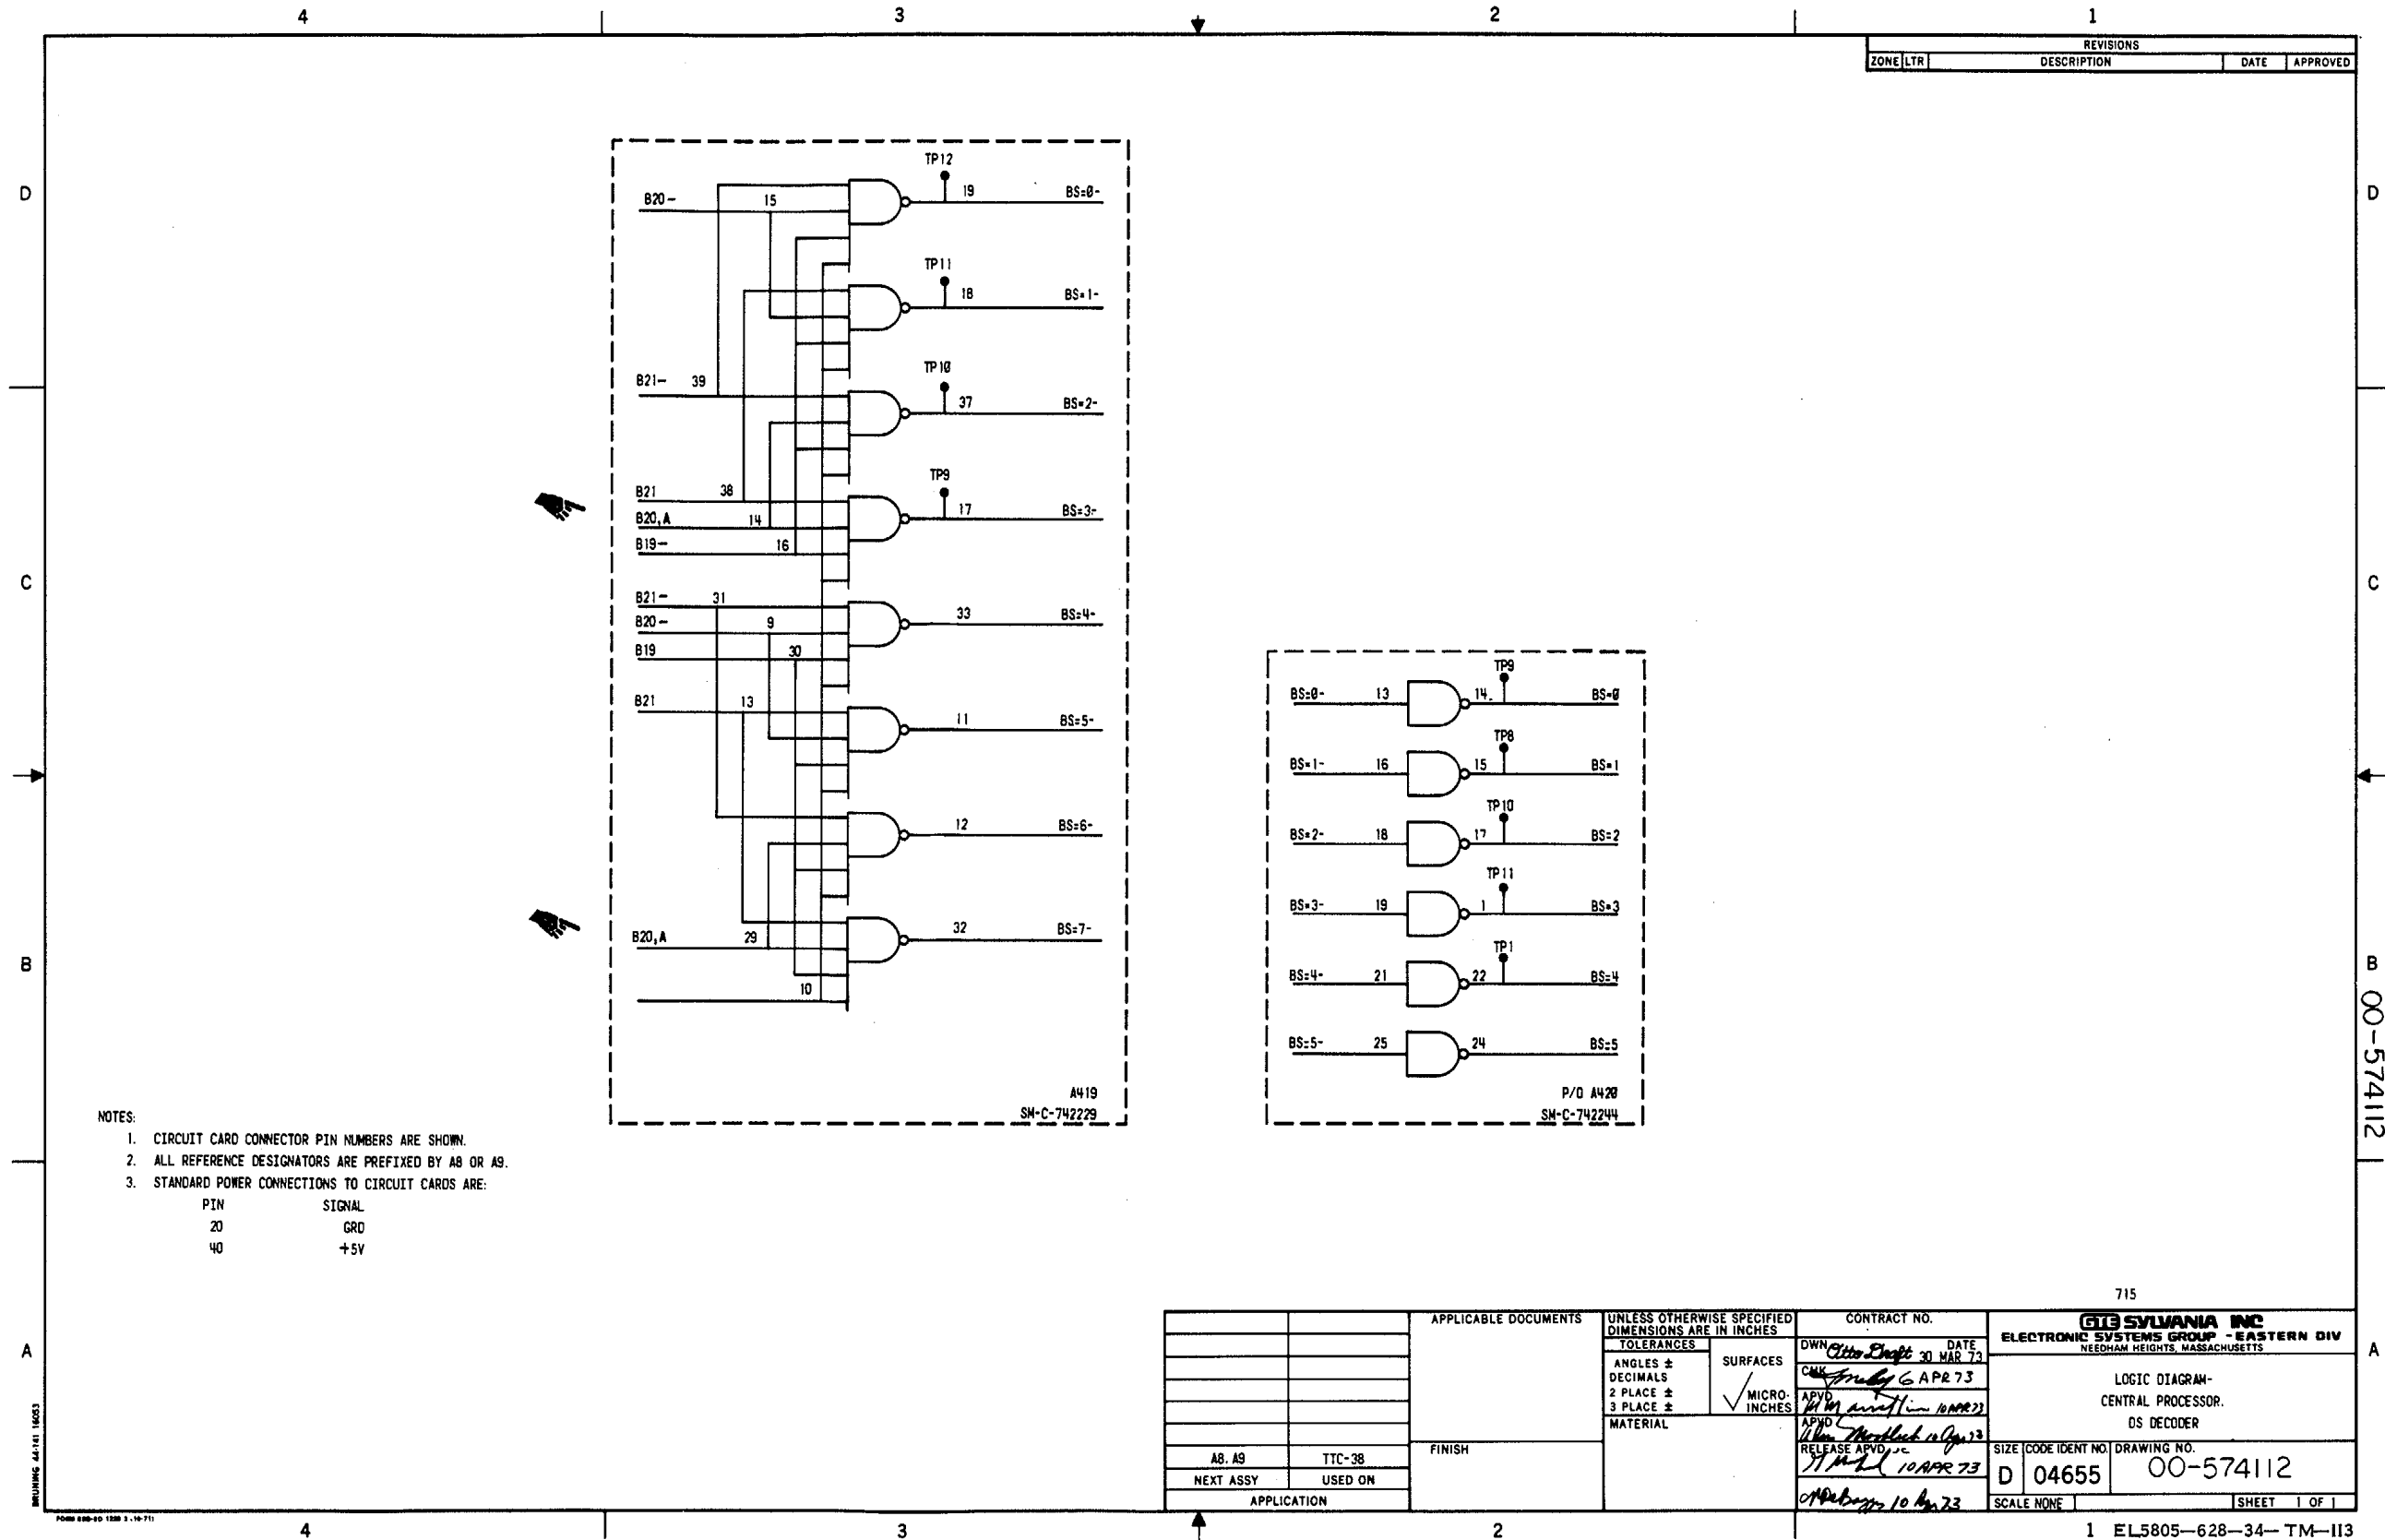 4 3 2 1
REVISIONS
ZONE LTR DESCRIPTION DATE APPROVED
D D
TP12
B20- 15 19 BS=0-
TP11
18 BS=1-
TP10
B21- 39 37 BS=2-
TP9
B21 38
17 BS=3-
B20,A 14
B19- 16
C C
B21- 31
33 BS=4-
B20- 9
B19 30
B21 13 11 BS=5-
12 BS=6-
B20,A 29 32 BS=7-
10
A419
SM-C-742229
TP9
BS=0- 13 14 BS=0
TP8
BS=1- 16 15 BS=1
TP10
BS=2- 18 17 BS=2
TP11
BS=3- 19 1 BS=3
TP1
BS=4- 21 22 BS=4
BS=5- 25 24 BS=5
P/O A420
SM-C-742244
B B
00-574112
NOTES:
1. CIRCUIT CARD CONNECTOR PIN NUMBERS ARE SHOWN.
2. ALL REFERENCE DESIGNATORS ARE PREFIXED BY A8 OR A9.
3. STANDARD POWER CONNECTIONS TO CIRCUIT CARDS ARE:
PIN SIGNAL
20 GRD
40 +5V
715
A A
A8, A9 TTC-38
NEXT ASSY USED ON
APPLICATION
APPLICABLE DOCUMENTS
FINISH
UNLESS OTHERWISE SPECIFIED
DIMENSIONS ARE IN INCHES
TOLERANCES
ANGLES ±
DECIMALS
2 PLACE ±
3 PLACE ±
SURFACES
MICRO-
INCHES
MATERIAL
CONTRACT NO.
DWN DATE
30 MAR 73
CHK 6 APR 73
APVD 10 APR 73
APVD
RELEASE APVD
10 APR 73
GTE SYLVANIA INC
ELECTRONIC SYSTEMS GROUP - EASTERN DIV
NEEDHAM HEIGHTS, MASSACHUSETTS
LOGIC DIAGRAM-
CENTRAL PROCESSOR.
OS DECODER
SIZE CODE IDENT NO. DRAWING NO.
D 04655 00-574112
SCALE NONE SHEET 1 OF 1
BRUNING 44-141 16053
4 3 2 1
EL5805-628-34-TM-113